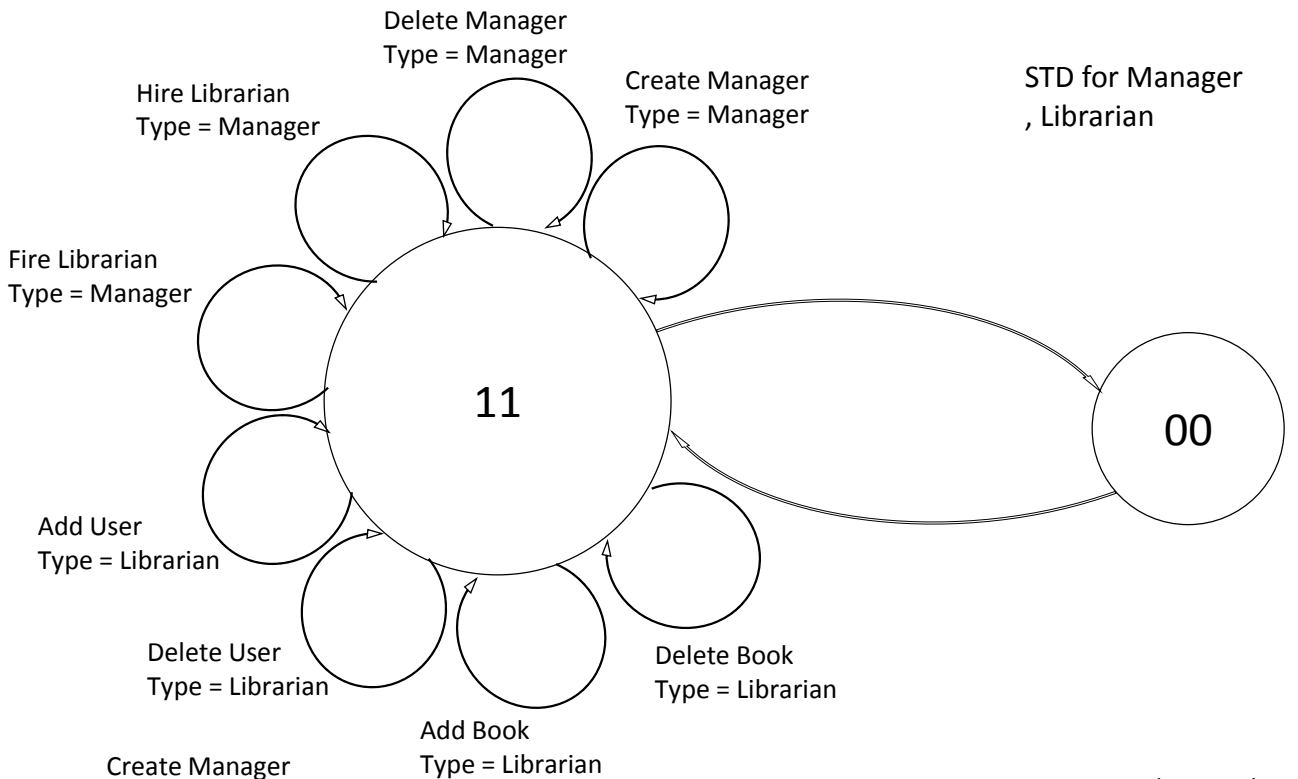 Delete Manager
Type = Manager
Create Manager
Type = Manager
STD for Manager
, Librarian
Hire Librarian
Type = Manager
Fire Librarian
Type = Manager
11
00
Add User
Type = Librarian
Delete User
Type = Librarian
Delete Book
Type = Librarian
Add Book
Type = Librarian
Create Manager